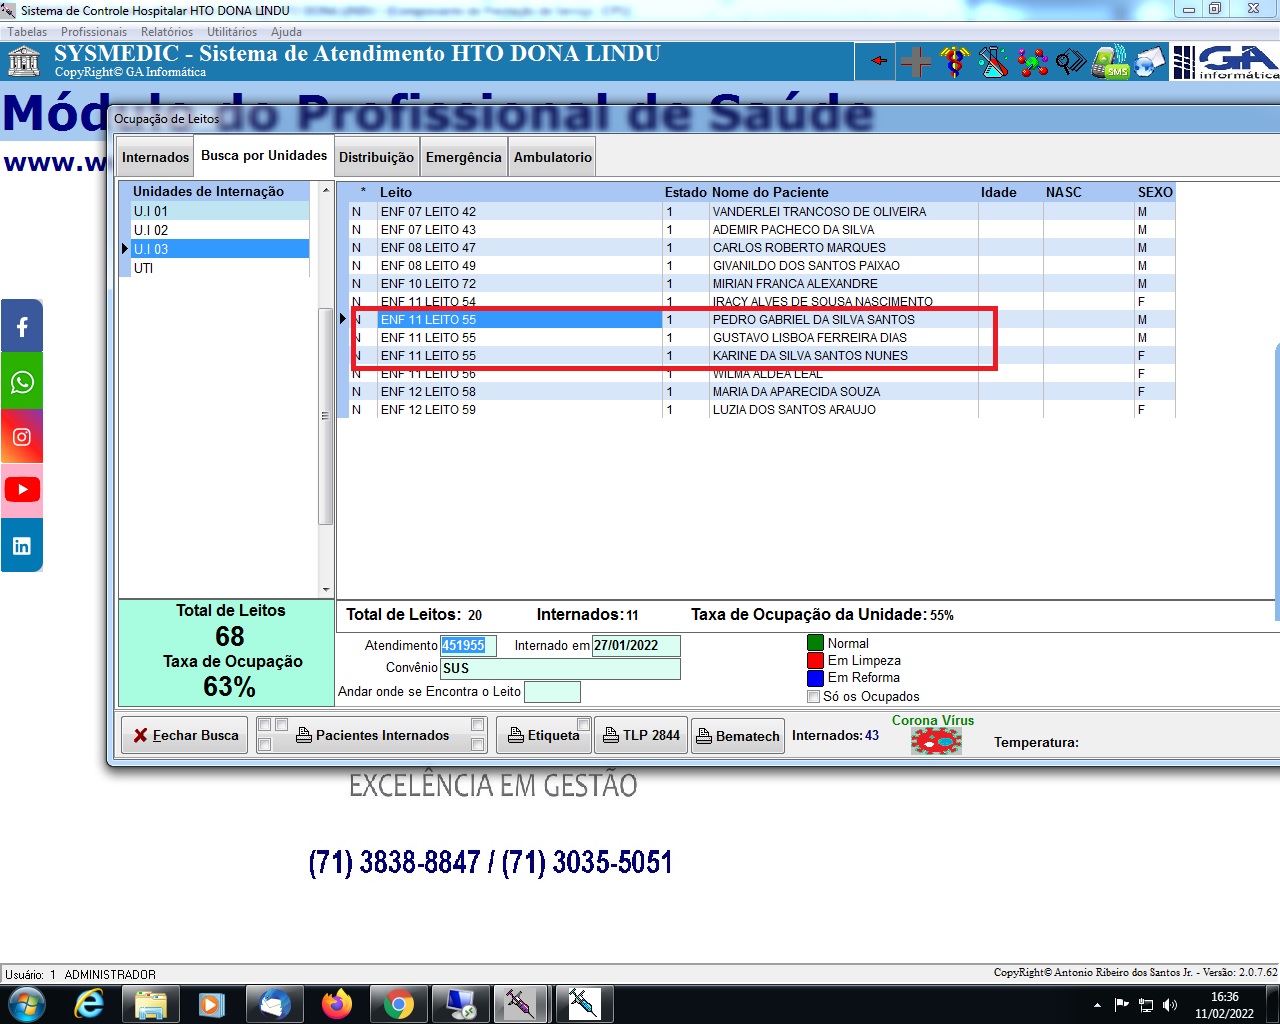 Sistema de Controle Hospitalar HTO DONA LINDU
Tabelas Profissionais Relatórios Utilitários Ajuda
SYSMEDIC - Sistema de Atendimento HTO DONA LINDU
CopyRight© GA Informática
SMS
GA
informática
Módulo do Profissional de Saúde
www.w
Ocupação de Leitos
Internados Busca por Unidades Distribuição Emergência Ambulatorio
Unidades de Internação
U.I 01
U.I 02
U.I 03
UTI
* Leito Estado Nome do Paciente Idade NASC SEXO
N ENF 07 LEITO 42 1 VANDERLEI TRANCOSO DE OLIVEIRA M
N ENF 07 LEITO 43 1 ADEMIR PACHECO DA SILVA M
N ENF 08 LEITO 47 1 CARLOS ROBERTO MARQUES M
N ENF 08 LEITO 49 1 GIVANILDO DOS SANTOS PAIXAO M
N ENF 10 LEITO 72 1 MIRIAN FRANCA ALEXANDRE M
N ENF 11 LEITO 54 1 IRACY ALVES DE SOUSA NASCIMENTO F
N ENF 11 LEITO 55 1 PEDRO GABRIEL DA SILVA SANTOS M
N ENF 11 LEITO 55 1 GUSTAVO LISBOA FERREIRA DIAS M
N ENF 11 LEITO 55 1 KARINE DA SILVA SANTOS NUNES F
N ENF 11 LEITO 56 1 WILMA ALDEA LEAL F
N ENF 12 LEITO 58 1 MARIA DA APARECIDA SOUZA F
N ENF 12 LEITO 59 1 LUZIA DOS SANTOS ARAUJO F
Total de Leitos
68
Taxa de Ocupação
63%
Total de Leitos: 20 Internados: 11 Taxa de Ocupação da Unidade: 55%
Atendimento 451955 Internado em 27/01/2022
Convênio SUS
Andar onde se Encontra o Leito
Normal
Em Limpeza
Em Reforma
Só os Ocupados
Fechar Busca Pacientes Internados Etiqueta TLP 2844 Bematech Internados: 43
Corona Vírus
Temperatura:
EXCELÊNCIA EM GESTÃO
(71) 3838-8847 / (71) 3035-5051
Usuário: 1 ADMINISTRADOR
CopyRight© Antonio Ribeiro dos Santos Jr. - Versão: 2.0.7.62
16:36
11/02/2022